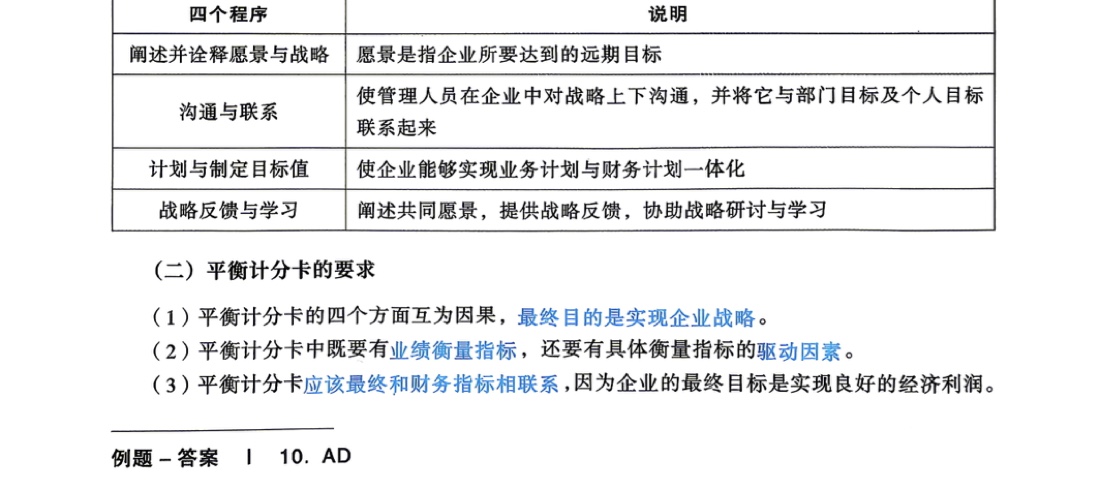 四个程序
说明
阐述并诠释愿景与战略
愿景是指企业所要达到的远期目标
沟通与联系
使管理人员在企业中对战略上下沟通，并将它与部门目标及个人目标
联系起来
计划与制定目标值
使企业能够实现业务计划与财务计划一体化
战略反馈与学习
阐述共同愿景，提供战略反馈，协助战略研讨与学习
（二）平衡计分卡的要求
（1）平衡计分卡的四个方面互为因果，最终目的是实现企业战略。
（2）平衡计分卡中既要有业绩衡量指标，还要有具体衡量指标的驱动因素。
（3）平衡计分卡应该最终和财务指标相联系，因为企业的最终目标是实现良好的经济利润。
例题－答案 | 10. AD